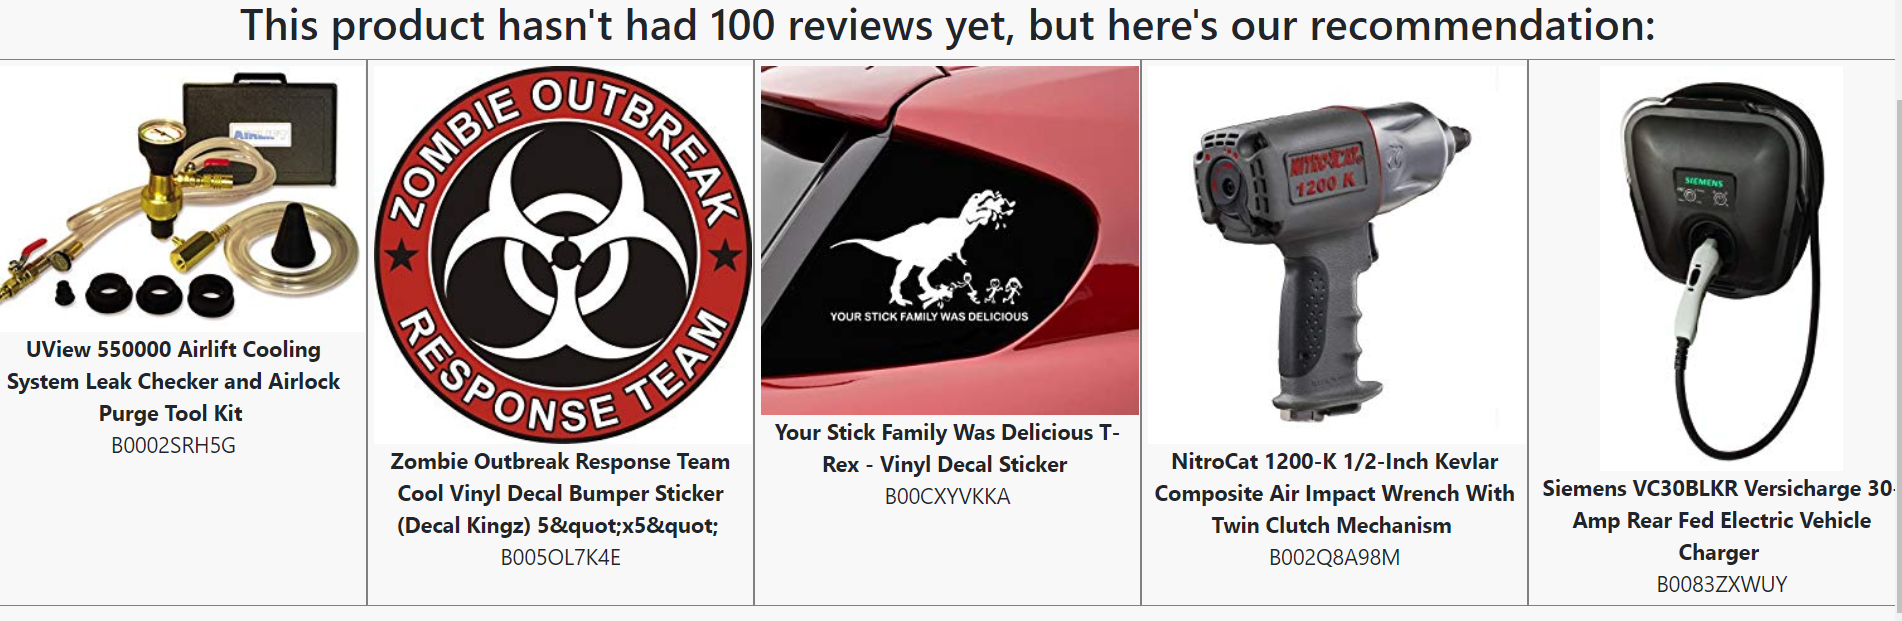 This product hasn't had 100 reviews yet, but here's our recommendation:
AIRLIFT
UView 550000 Airlift Cooling
System Leak Checker and Airlock
Purge Tool Kit
B0002SRH5G
ZOMBIE OUTBREAK
RESPONSE TEAM
Zombie Outbreak Response Team
Cool Vinyl Decal Bumper Sticker
(Decal Kingz) 5&quot;x5&quot;
B005OL7K4E
YOUR STICK FAMILY WAS DELICIOUS
Your Stick Family Was Delicious T-
Rex - Vinyl Decal Sticker
B00CXYVKKA
NITROCAT
1200 K
NitroCat 1200-K 1/2-Inch Kevlar
Composite Air Impact Wrench With
Twin Clutch Mechanism
B002Q8A98M
SIEMENS
Siemens VC30BLKR Versicharge 30-
Amp Rear Fed Electric Vehicle
Charger
B0083ZXWUY